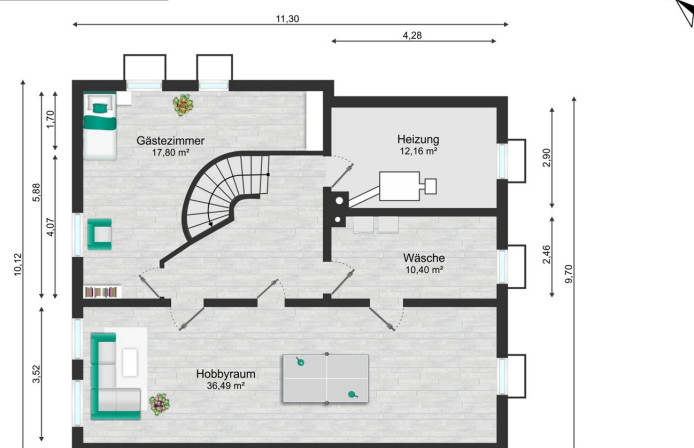 11,30
4,28
Gästezimmer
17,80 m²
Heizung
12,16 m²
1,70
5,88
4,07
10,12
2,90
Wäsche
10,40 m²
2,46
9,70
3,52
Hobbyraum
36,49 m²